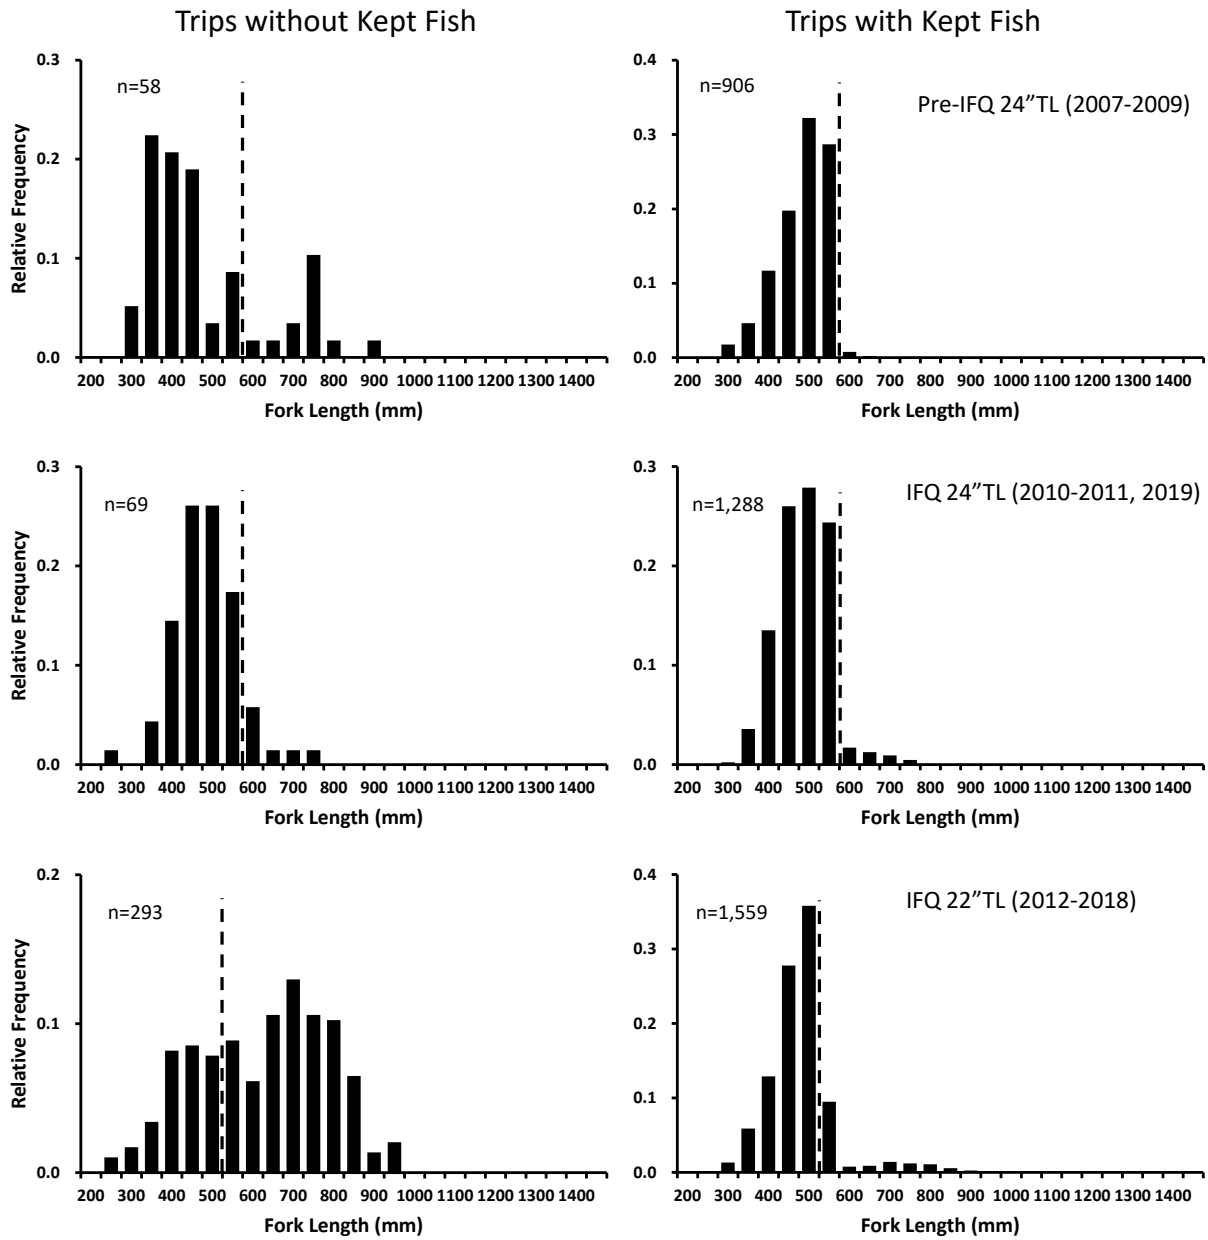 Trips without Kept Fish
Trips with Kept Fish
0.3
n=58
0.2
0.1
0.0
Relative Frequency
200 300 400 500 600 700 800 900 1000 1100 1200 1300 1400
Fork Length (mm)
0.4
n=906
Pre-IFQ 24”TL (2007-2009)
0.3
0.2
0.1
0.0
200 300 400 500 600 700 800 900 1000 1100 1200 1300 1400
Fork Length (mm)
0.3
n=69
0.2
0.1
0.0
Relative Frequency
200 300 400 500 600 700 800 900 1000 1100 1200 1300 1400
Fork Length (mm)
0.3
n=1,288
IFQ 24”TL (2010-2011, 2019)
0.2
0.1
0.0
200 300 400 500 600 700 800 900 1000 1100 1200 1300 1400
Fork Length (mm)
0.2
n=293
0.1
0.0
Relative Frequency
200 300 400 500 600 700 800 900 1000 1100 1200 1300 1400
Fork Length (mm)
0.4
n=1,559
IFQ 22”TL (2012-2018)
0.3
0.2
0.1
0.0
200 300 400 500 600 700 800 900 1000 1100 1200 1300 1400
Fork Length (mm)